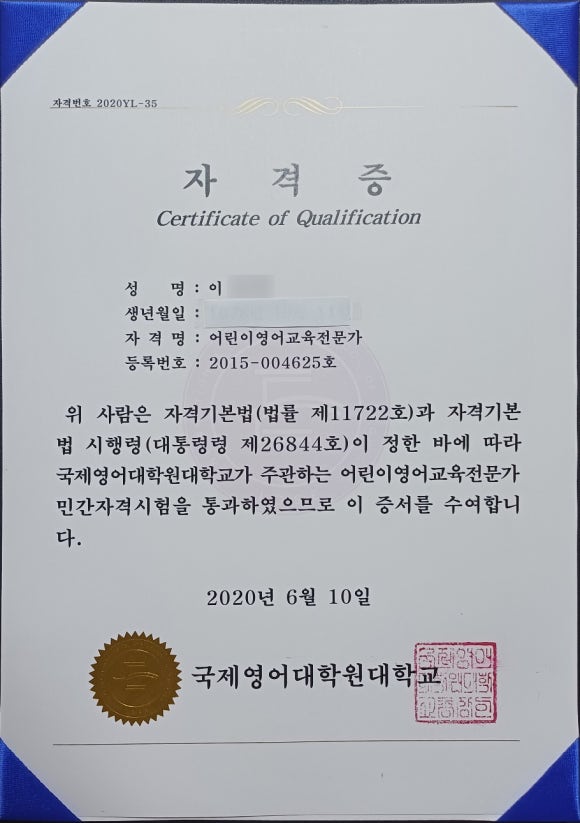 자격번호 2020YL-35
자 격 증
Certificate of Qualification
성 명 : 이
생년월일 :
자 격 명 : 어린이영어교육전문가
등록번호 : 2015-004625호
위 사람은 자격기본법(법률 제11722호)과 자격기본
법 시행령(대통령령 제26844호)이 정한 바에 따라
국제영어대학원대학교가 주관하는 어린이영어교육전문가
민간자격시험을 통과하였으므로 이 증서를 수여합니
다.
2020년 6월 10일
국제영어대학원대학교